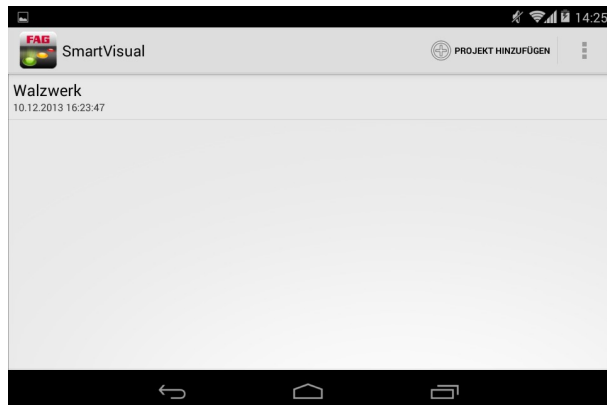 14:25
FAG
SmartVisual
PROJEKT HINZUFÜGEN
Walzwerk
10.12.2013 16:23:47